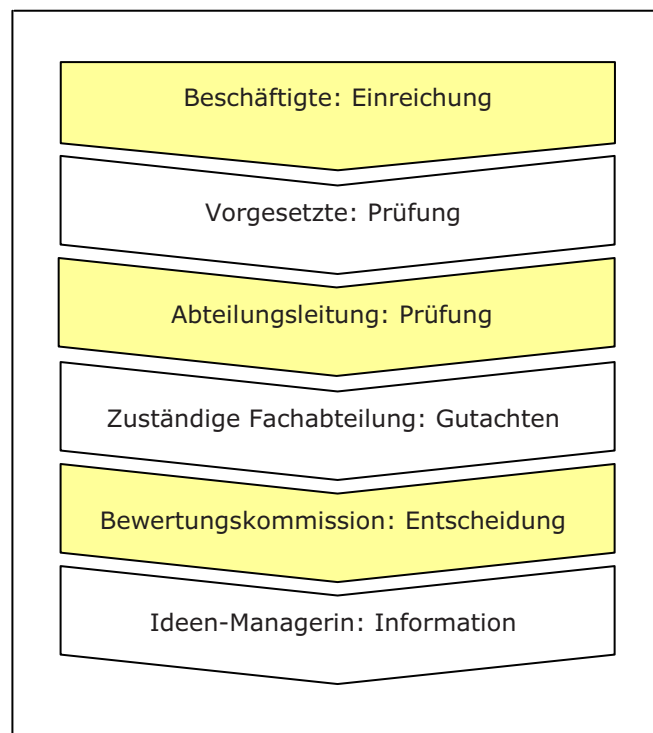 Beschäftigte: Einreichung
Vorgesetzte: Prüfung
Abteilungsleitung: Prüfung
Zuständige Fachabteilung: Gutachten
Bewertungskommission: Entscheidung
Ideen-Managerin: Information